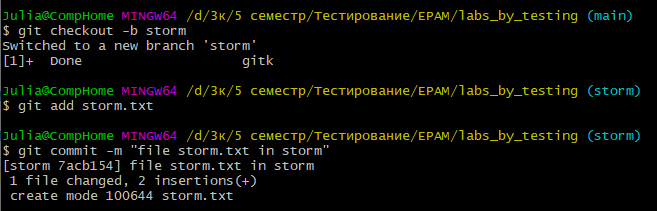 Julia@CompHome MINGW64 /d/3к/5 семестр/Тестирование/EPAM/labs_by_testing (main)
$ git checkout -b storm
Switched to a new branch 'storm'
[1]+  Done                    gitk
Julia@CompHome MINGW64 /d/3к/5 семестр/Тестирование/EPAM/labs_by_testing (storm)
$ git add storm.txt
Julia@CompHome MINGW64 /d/3к/5 семестр/Тестирование/EPAM/labs_by_testing (storm)
$ git commit -m "file storm.txt in storm"
[storm 7acb154] file storm.txt in storm
 1 file changed, 2 insertions(+)
 create mode 100644 storm.txt